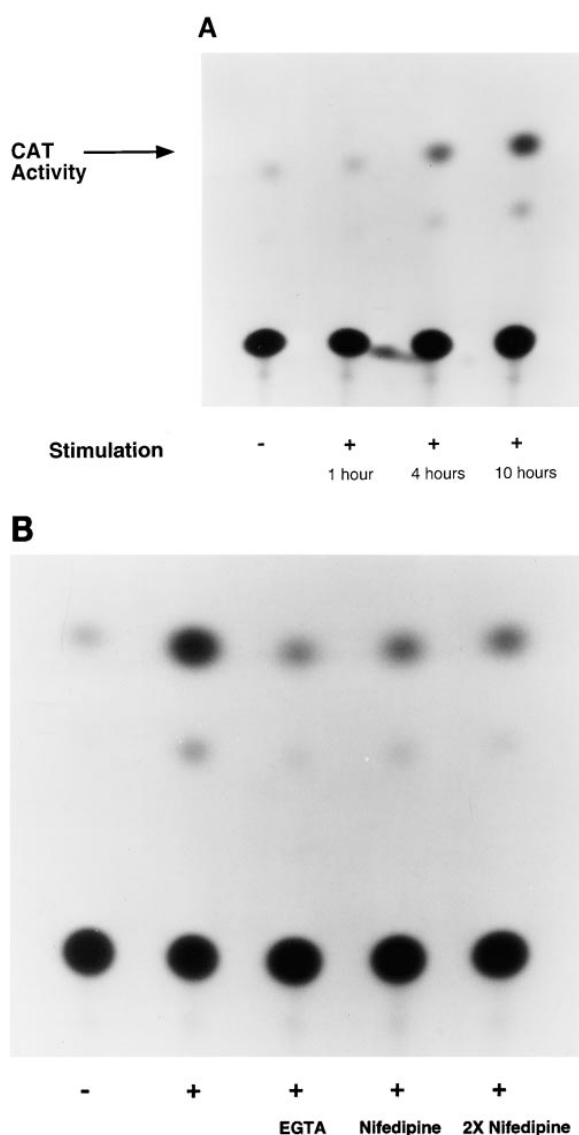 A
CAT
Activity
Stimulation - + + +
1 hour 4 hours 10 hours
B
- + + + +
EGTA Nifedipine 2X Nifedipine